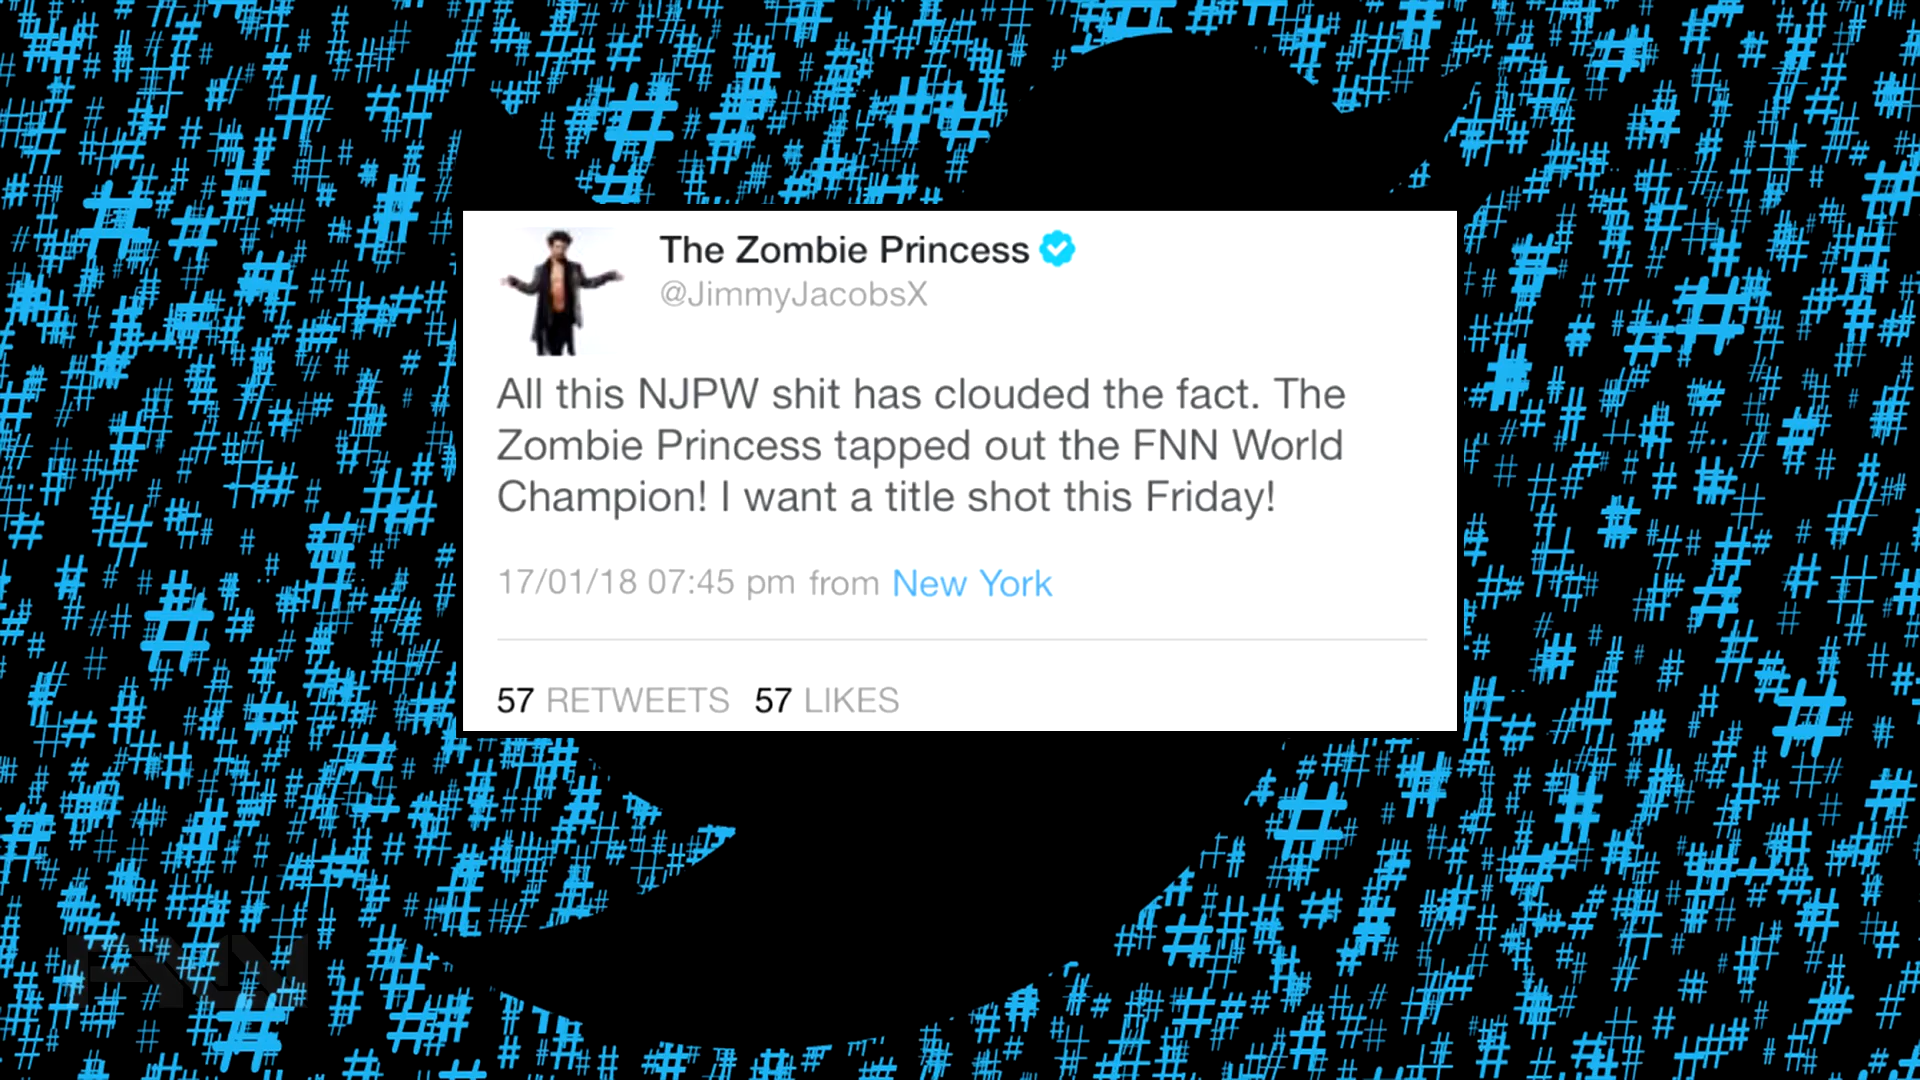 The Zombie Princess
@JimmyJacobsX
All this NJPW shit has clouded the fact. The
Zombie Princess tapped out the FNN World
Champion! I want a title shot this Friday!
17/01/18 07:45 pm from New York
57 RETWEETS 57 LIKES
FNN